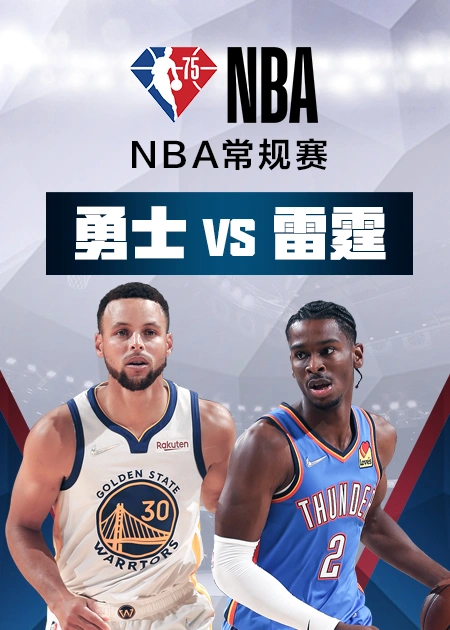 75 NBA
NBA常规赛
勇士 VS 雷霆
Rakuten
GOLDEN STATE
30
WARRIORS
Love's
THUNDER
2
W